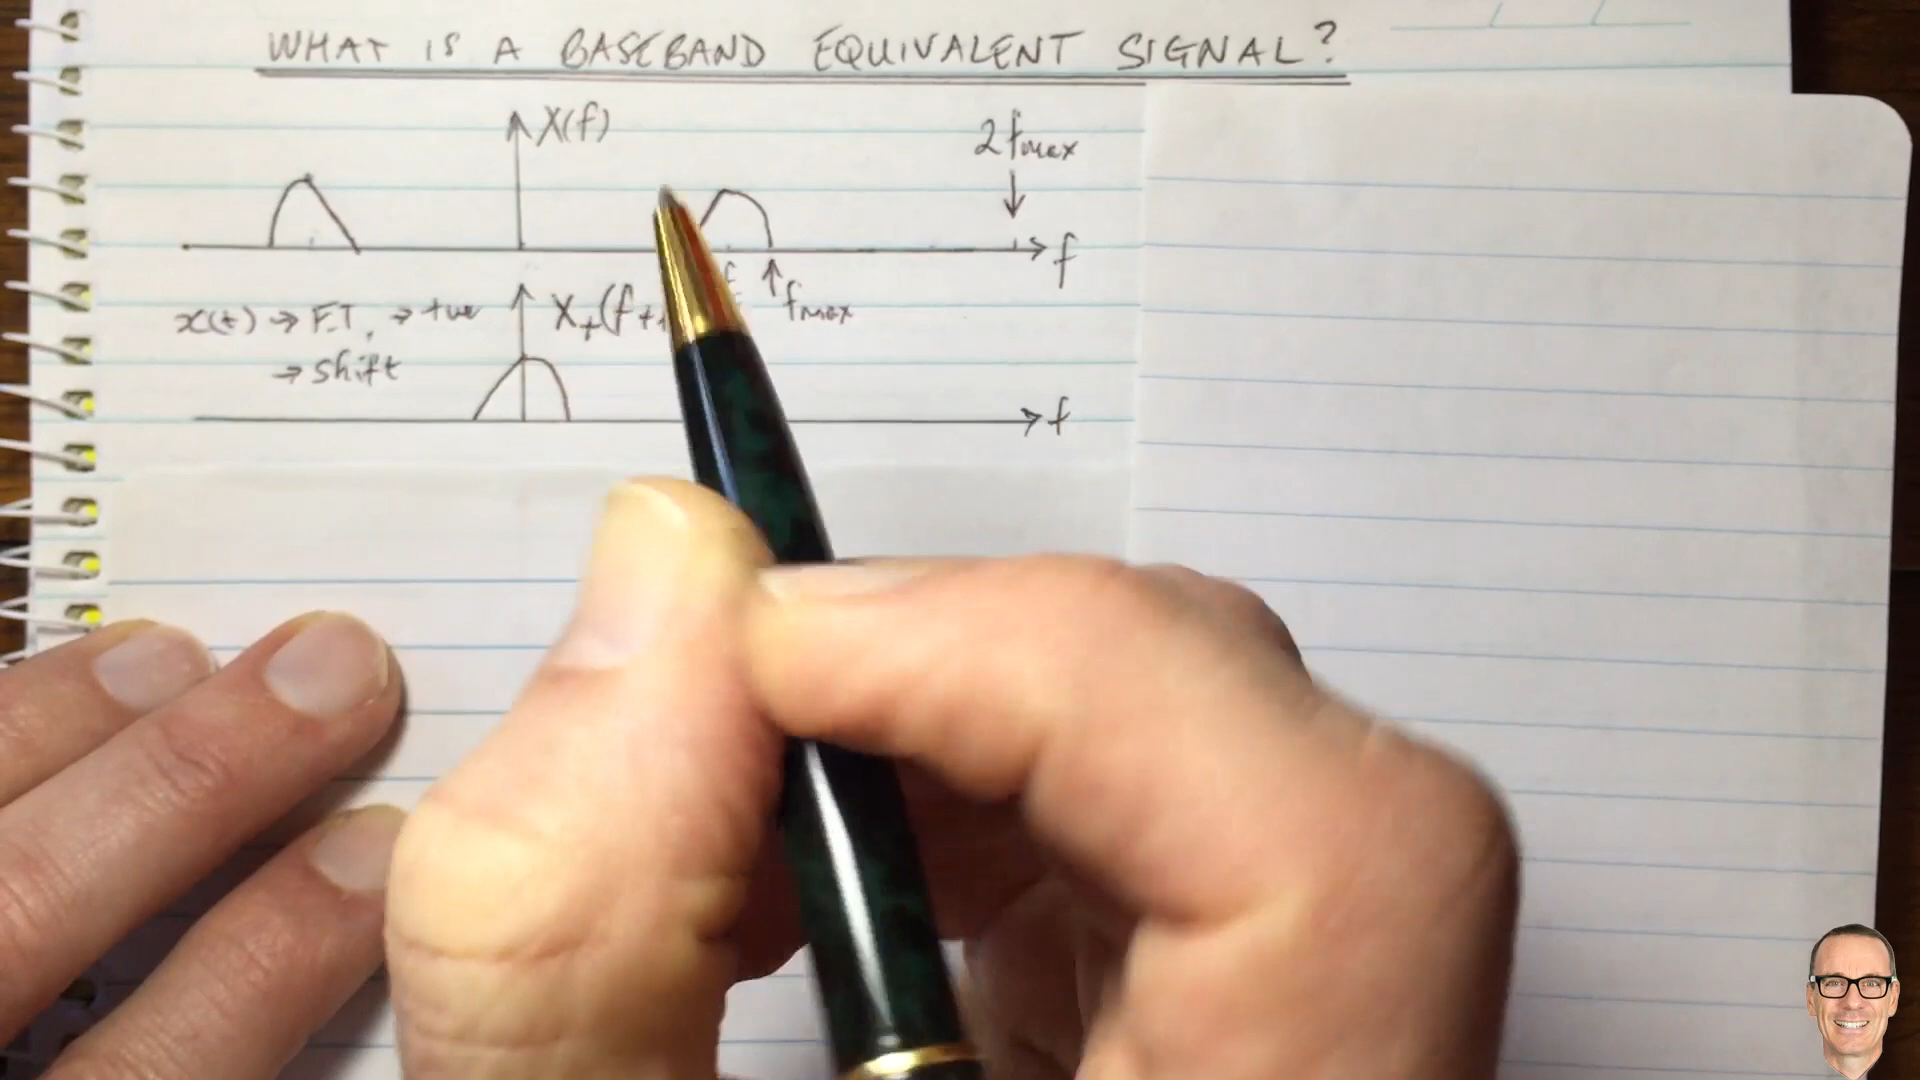 WHAT IS A BASEBAND EQUIVALENT SIGNAL?
X(f)
2fmax
f
fmax
x(t) → F.T. → +ve
→ shift
X+(f+
f